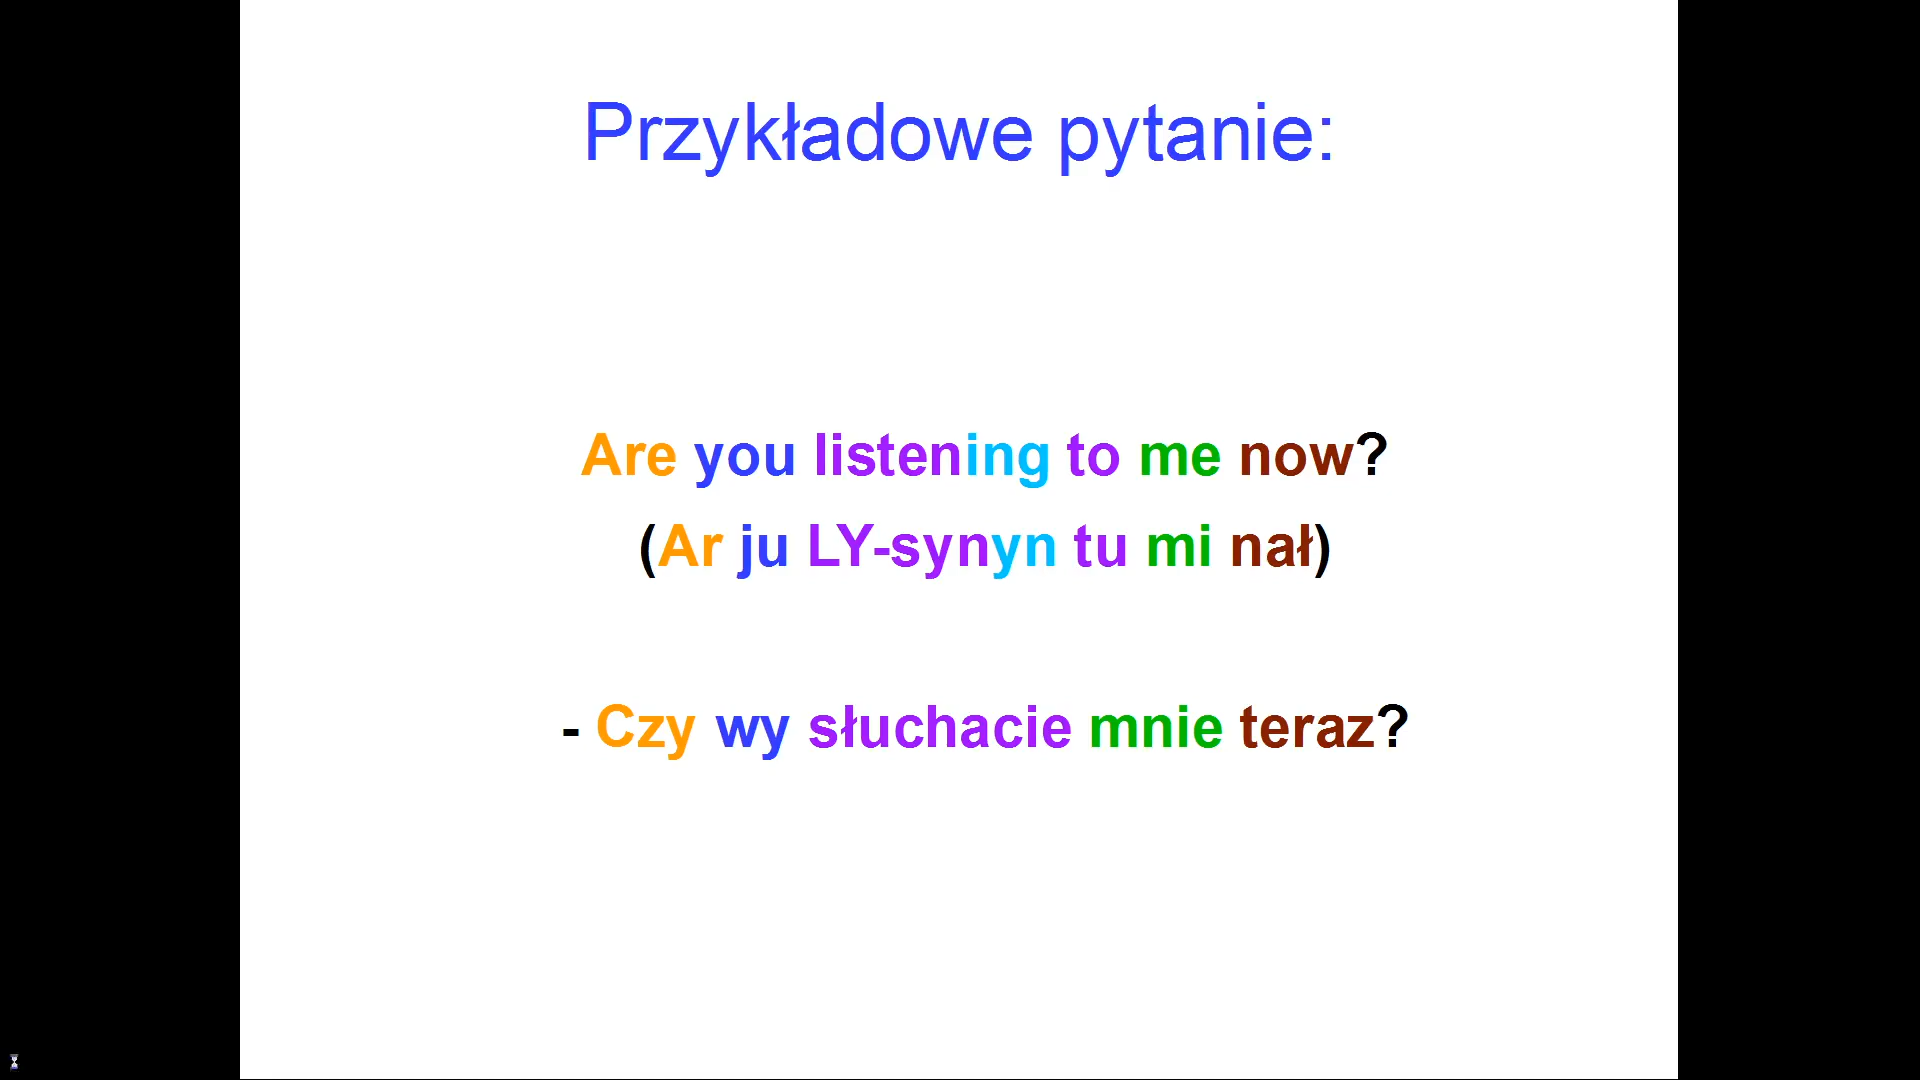 Przykładowe pytanie:
Are you listening to me now?
(Ar ju LY-synyn tu mi nał)
- Czy wy słuchacie mnie teraz?